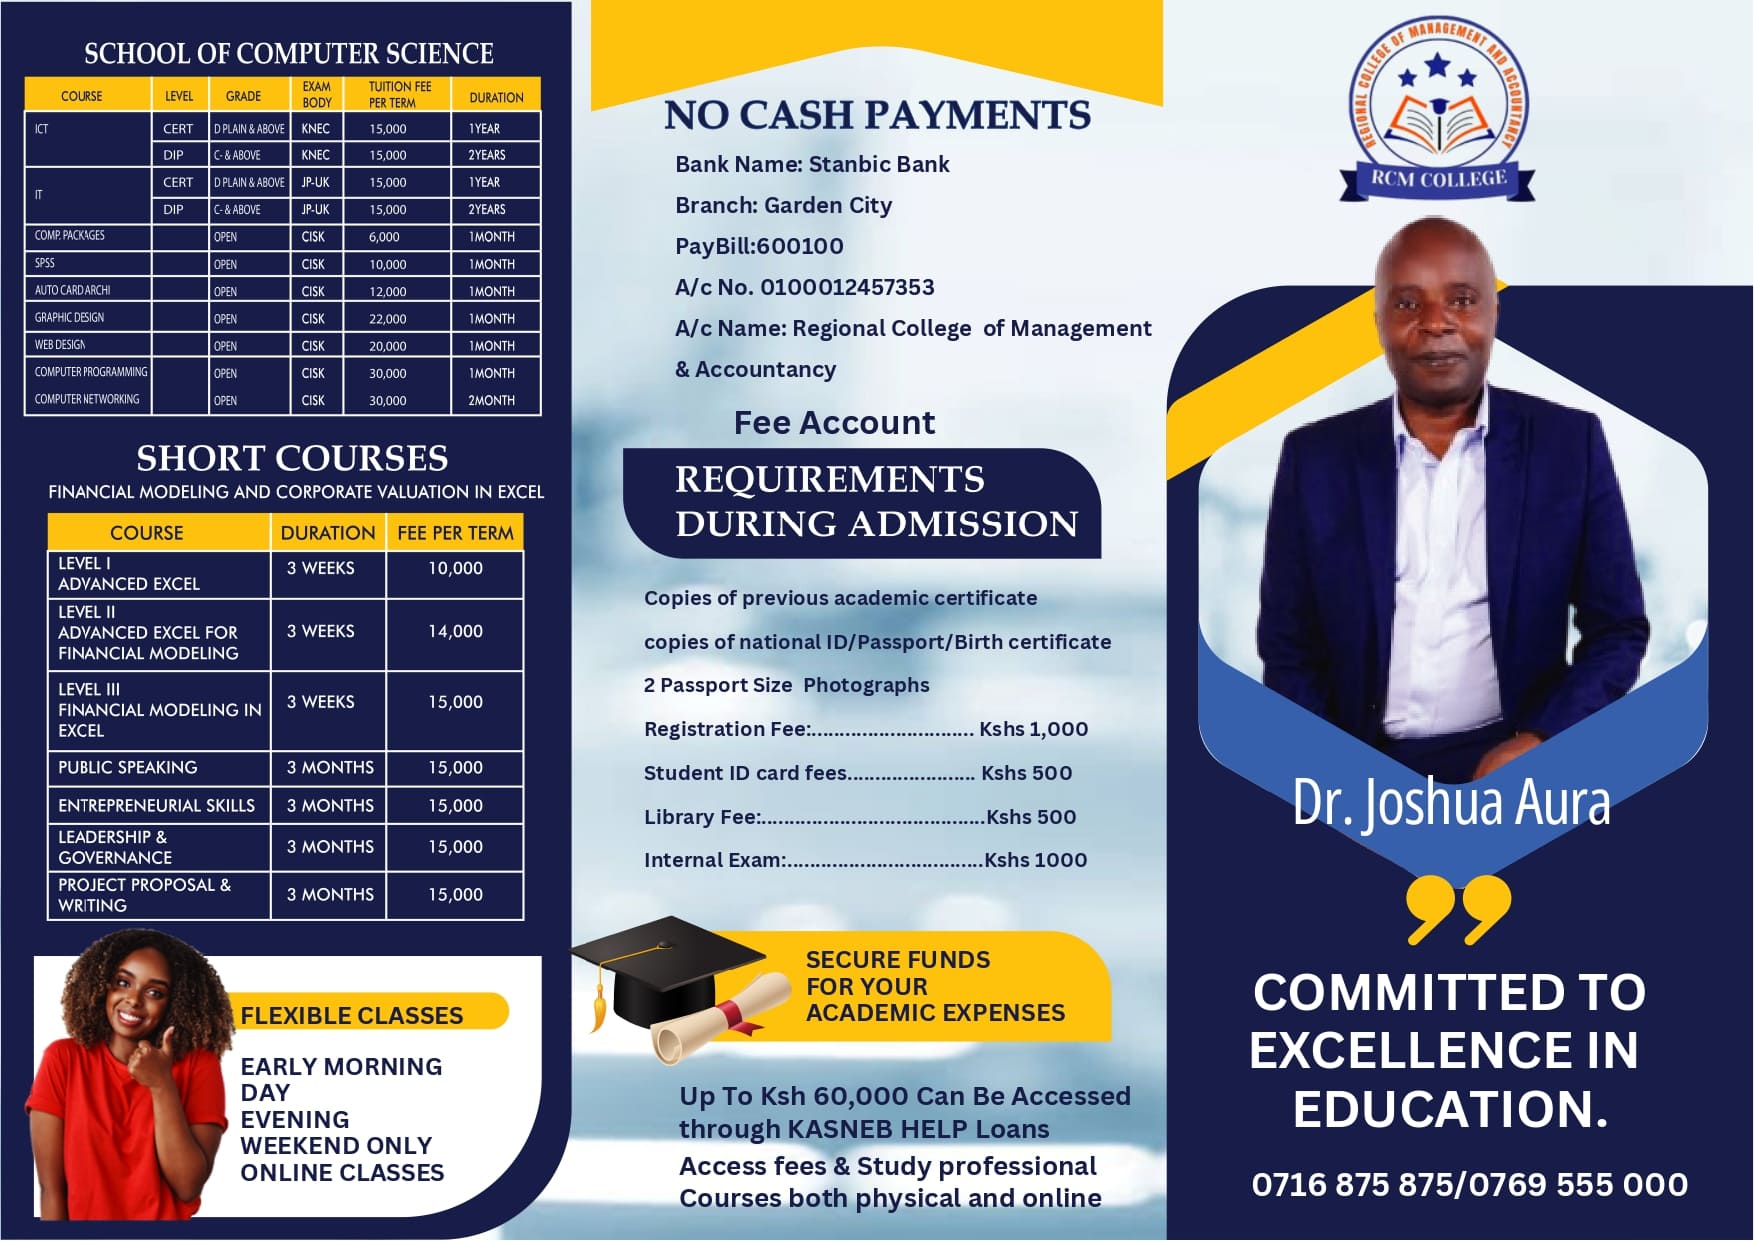 SCHOOL OF COMPUTER SCIENCE
COURSE LEVEL GRADE EXAM BODY TUITION FEE PER TERM DURATION
ICT CERT D PLAIN & ABOVE KNEC 15,000 1YEAR
DIP C- & ABOVE KNEC 15,000 2YEARS
IT CERT D PLAIN & ABOVE JP-UK 15,000 1YEAR
DIP C- & ABOVE JP-UK 15,000 2YEARS
COMP. PACKAGES OPEN CISK 6,000 1MONTH
SPSS OPEN CISK 10,000 1MONTH
AUTO CARD ARCHI OPEN CISK 12,000 1MONTH
GRAPHIC DESIGN OPEN CISK 22,000 1MONTH
WEB DESIGN OPEN CISK 20,000 1MONTH
COMPUTER PROGRAMMING OPEN CISK 30,000 1MONTH
COMPUTER NETWORKING OPEN CISK 30,000 2MONTH
SHORT COURSES
FINANCIAL MODELING AND CORPORATE VALUATION IN EXCEL
COURSE DURATION FEE PER TERM
LEVEL I
ADVANCED EXCEL 3 WEEKS 10,000
LEVEL II
ADVANCED EXCEL FOR
FINANCIAL MODELING 3 WEEKS 14,000
LEVEL III
FINANCIAL MODELING IN
EXCEL 3 WEEKS 15,000
PUBLIC SPEAKING 3 MONTHS 15,000
ENTREPRENEURIAL SKILLS 3 MONTHS 15,000
LEADERSHIP &
GOVERNANCE 3 MONTHS 15,000
PROJECT PROPOSAL &
WRITING 3 MONTHS 15,000
FLEXIBLE CLASSES
EARLY MORNING
DAY
EVENING
WEEKEND ONLY
ONLINE CLASSES
NO CASH PAYMENTS
Bank Name: Stanbic Bank
Branch: Garden City
PayBill:600100
A/c No. 0100012457353
A/c Name: Regional College of Management
& Accountancy
Fee Account
REQUIREMENTS
DURING ADMISSION
Copies of previous academic certificate
copies of national ID/Passport/Birth certificate
2 Passport Size Photographs
Registration Fee:............................. Kshs 1,000
Student ID card fees....................... Kshs 500
Library Fee:........................................Kshs 500
Internal Exam:...................................Kshs 1000
SECURE FUNDS
FOR YOUR
ACADEMIC EXPENSES
Up To Ksh 60,000 Can Be Accessed
through KASNEB HELP Loans
Access fees & Study professional
Courses both physical and online
REGIONAL COLLEGE OF MANAGEMENT AND ACCOUNTANCY
RCM COLLEGE
Dr. Joshua Aura
COMMITTED TO
EXCELLENCE IN
EDUCATION.
0716 875 875/0769 555 000